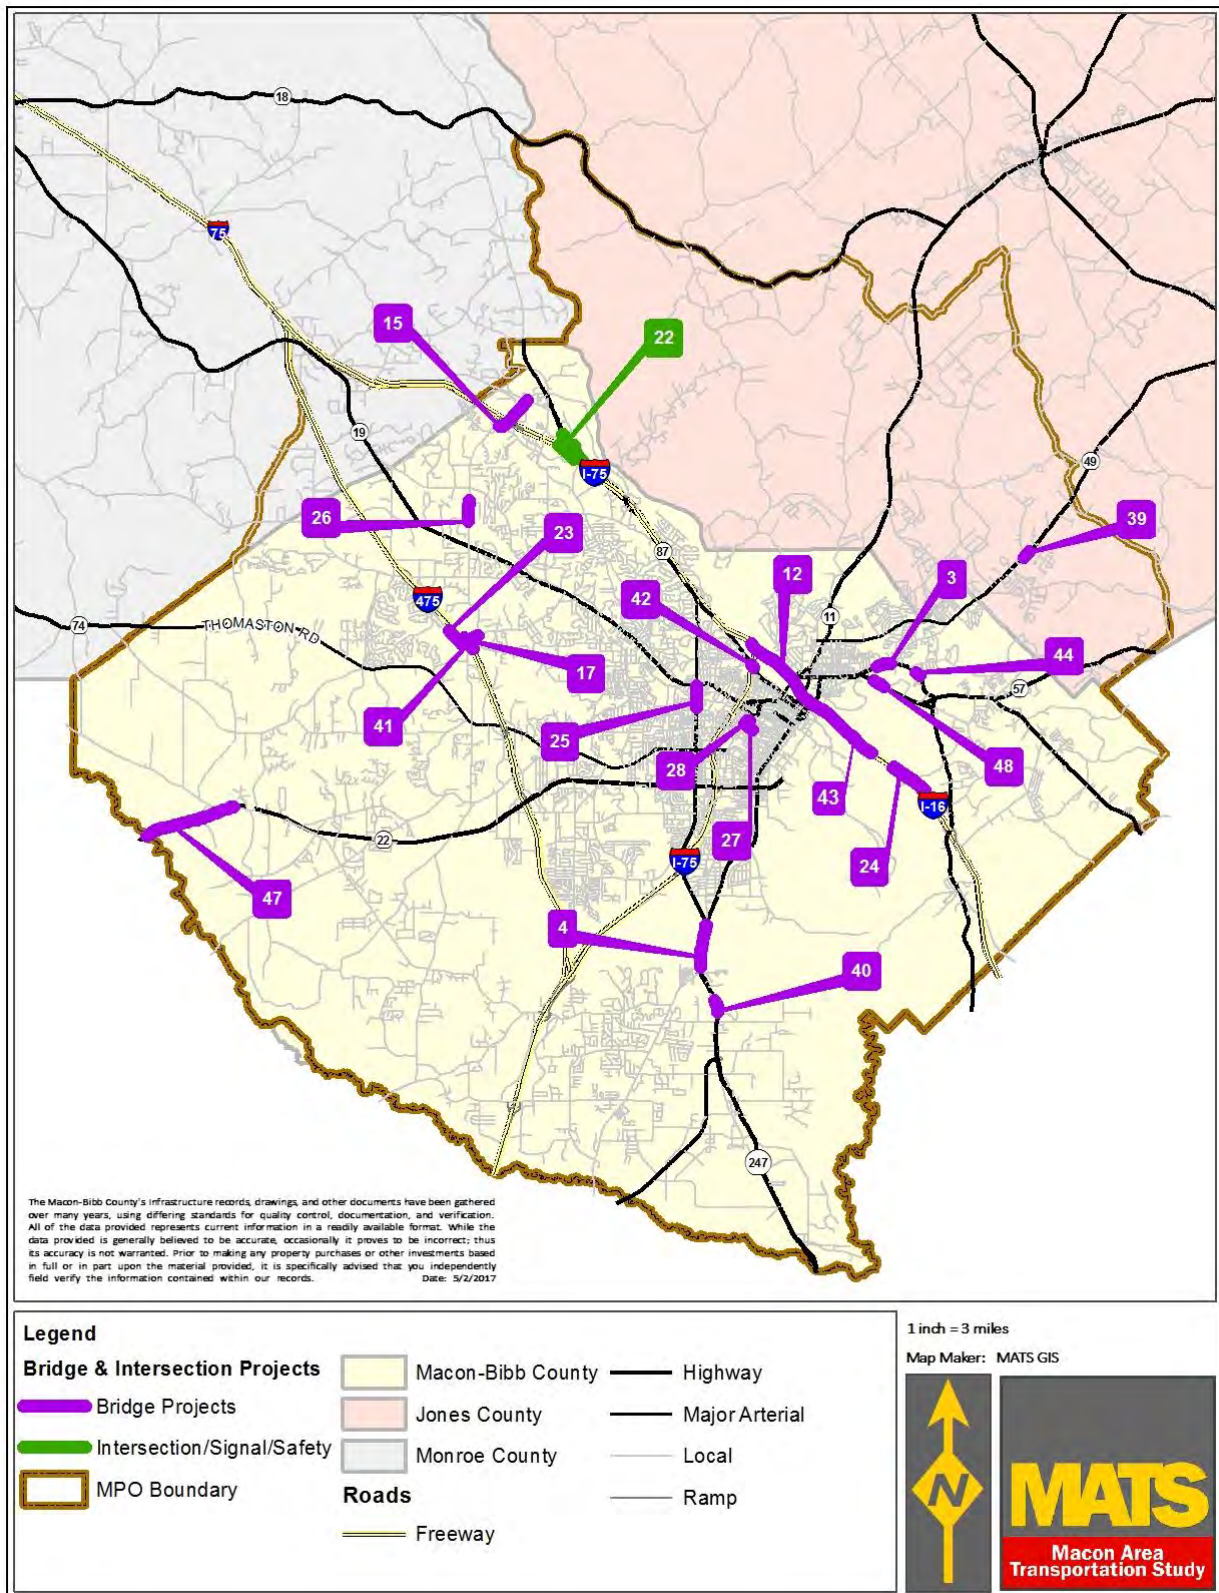 18
75
15
22
19
I-75
49
26
23
39
87
12
3
42
475
11
74
THOMASTON RD
44
17
57
41
25
28
48
43
I-16
27
22
I-75
24
47
4
40
247
The Macon-Bibb County's infrastructure records, drawings, and other documents have been gathered
over many years, using differing standards for quality control, documentation, and verification.
All of the data provided represents current information in a readily available format. While the
data provided is generally believed to be accurate, occasionally it proves to be incorrect; thus
its accuracy is not warranted. Prior to making any property purchases or other investments based
in full or in part upon the material provided, it is specifically advised that you independently
field verify the information contained within our records. Date: 5/2/2017
Legend
Bridge & Intersection Projects
Bridge Projects
Intersection/Signal/Safety
MPO Boundary
Macon-Bibb County
Jones County
Monroe County
Roads
Freeway
Highway
Major Arterial
Local
Ramp
1 inch = 3 miles
Map Maker: MATS GIS
N
MATS
Macon Area
Transportation Study